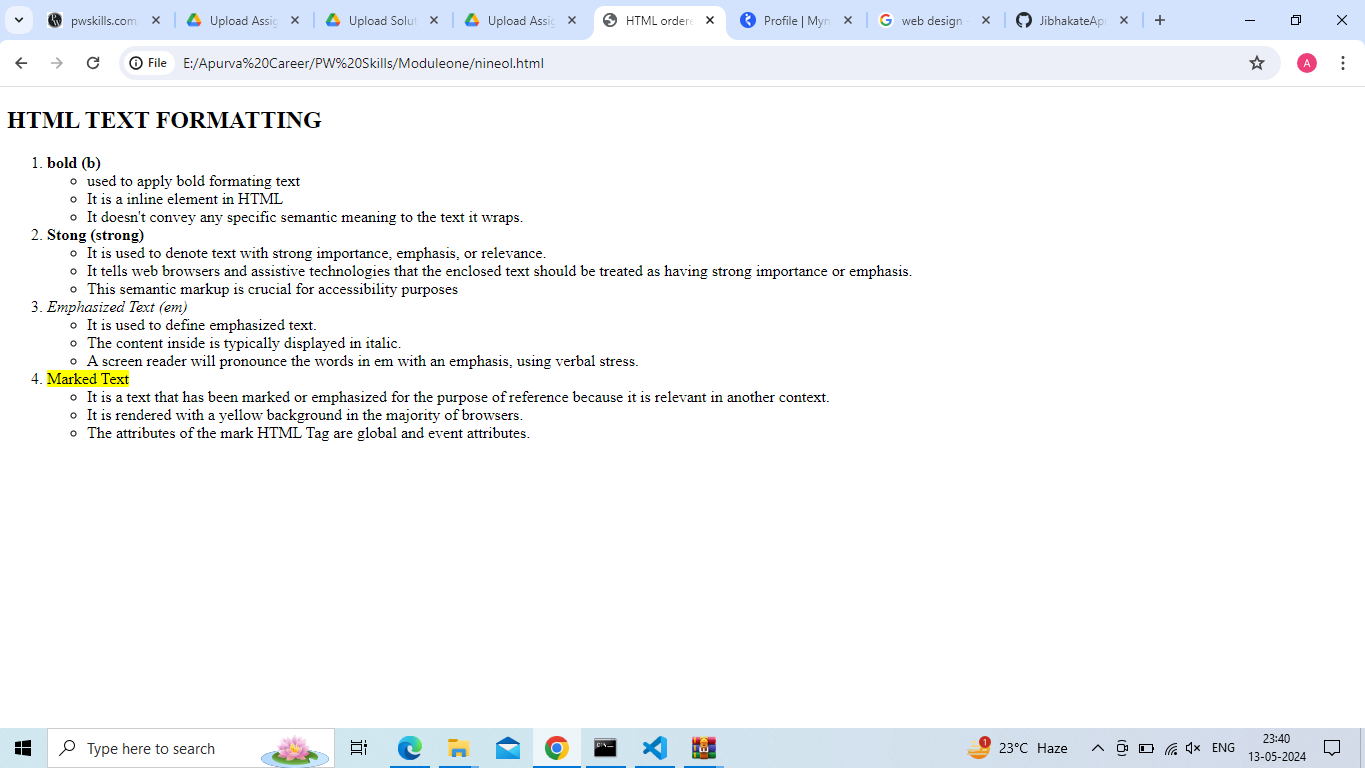 pwskills.com
Upload Assig
Upload Solut
Upload Assig
HTML ordere
Profile | Myn
web design
JibhakateApu
File
E:/Apurva%20Career/PW%20Skills/Moduleone/nineol.html
A
HTML TEXT FORMATTING
1. bold (b)
used to apply bold formating text
It is a inline element in HTML
It doesn't convey any specific semantic meaning to the text it wraps.
2. Stong (strong)
It is used to denote text with strong importance, emphasis, or relevance.
It tells web browsers and assistive technologies that the enclosed text should be treated as having strong importance or emphasis.
This semantic markup is crucial for accessibility purposes
3. Emphasized Text (em)
It is used to define emphasized text.
The content inside is typically displayed in italic.
A screen reader will pronounce the words in em with an emphasis, using verbal stress.
4. Marked Text
It is a text that has been marked or emphasized for the purpose of reference because it is relevant in another context.
It is rendered with a yellow background in the majority of browsers.
The attributes of the mark HTML Tag are global and event attributes.
Type here to search
1
23°C Haze
ENG
23:40
13-05-2024